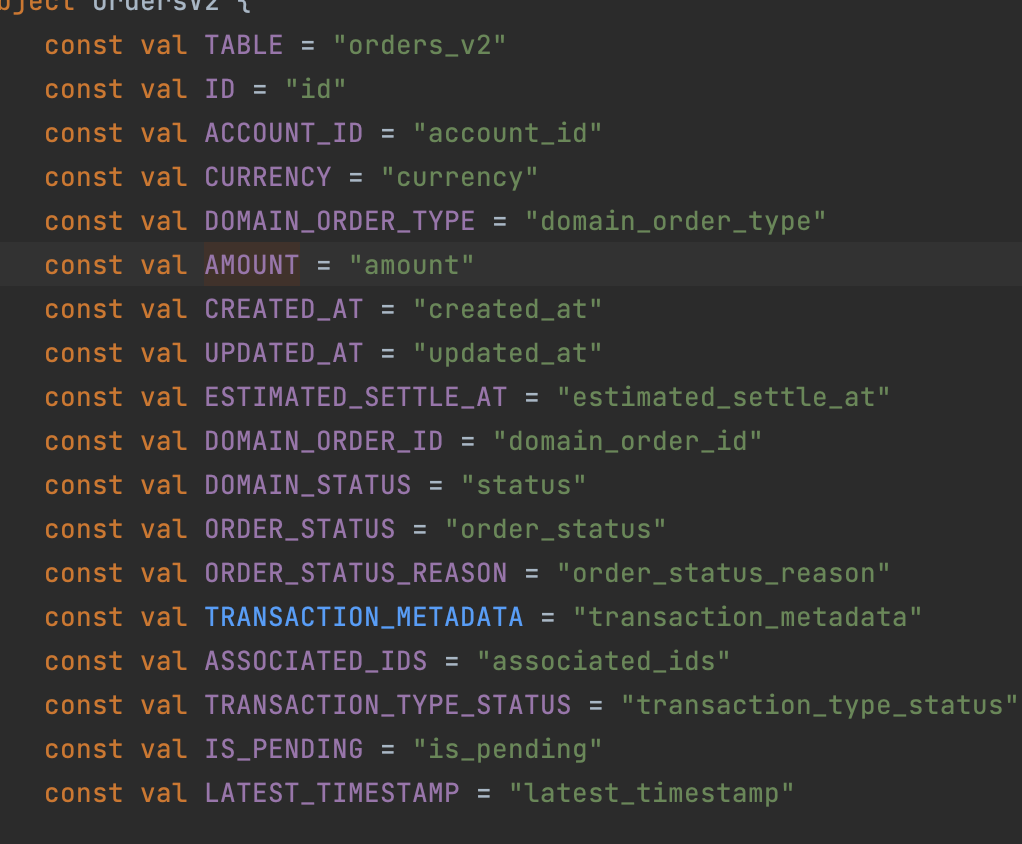 object ordersV2 {
const val TABLE = "orders_v2"
const val ID = "id"
const val ACCOUNT_ID = "account_id"
const val CURRENCY = "currency"
const val DOMAIN_ORDER_TYPE = "domain_order_type"
const val AMOUNT = "amount"
const val CREATED_AT = "created_at"
const val UPDATED_AT = "updated_at"
const val ESTIMATED_SETTLE_AT = "estimated_settle_at"
const val DOMAIN_ORDER_ID = "domain_order_id"
const val DOMAIN_STATUS = "status"
const val ORDER_STATUS = "order_status"
const val ORDER_STATUS_REASON = "order_status_reason"
const val TRANSACTION_METADATA = "transaction_metadata"
const val ASSOCIATED_IDS = "associated_ids"
const val TRANSACTION_TYPE_STATUS = "transaction_type_status"
const val IS_PENDING = "is_pending"
const val LATEST_TIMESTAMP = "latest_timestamp"